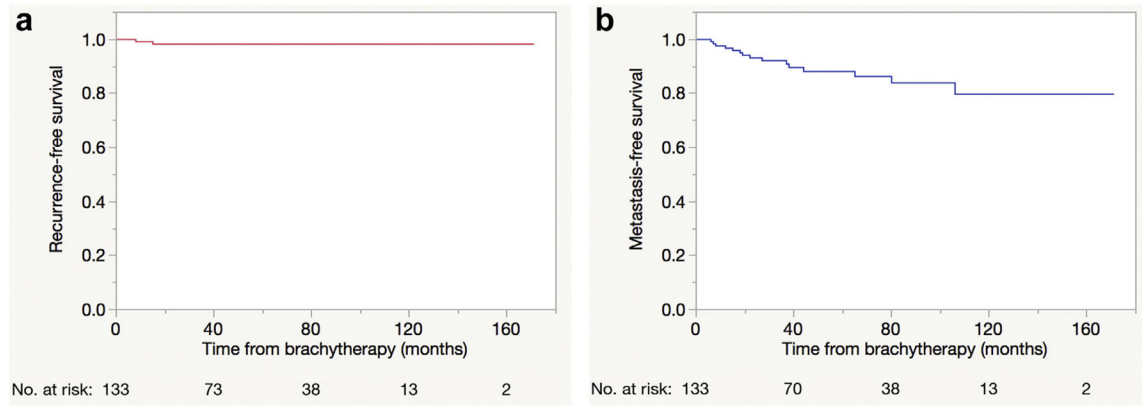 a
1.0
0.8
0.6
0.4
0.2
0.0
Recurrence-free survival
0 40 80 120 160
Time from brachytherapy (months)
No. at risk: 133 73 38 13 2
b
1.0
0.8
0.6
0.4
0.2
0.0
Metastasis-free survival
0 40 80 120 160
Time from brachytherapy (months)
No. at risk: 133 70 38 13 2